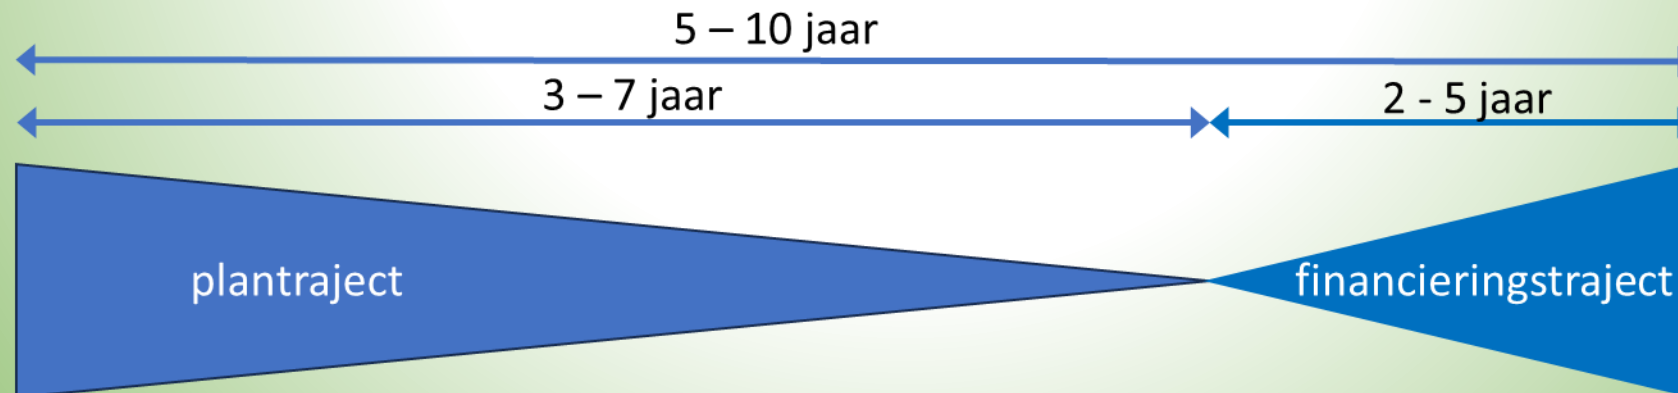 5 – 10 jaar
3 – 7 jaar
2 - 5 jaar
plantraject
financieringstraject